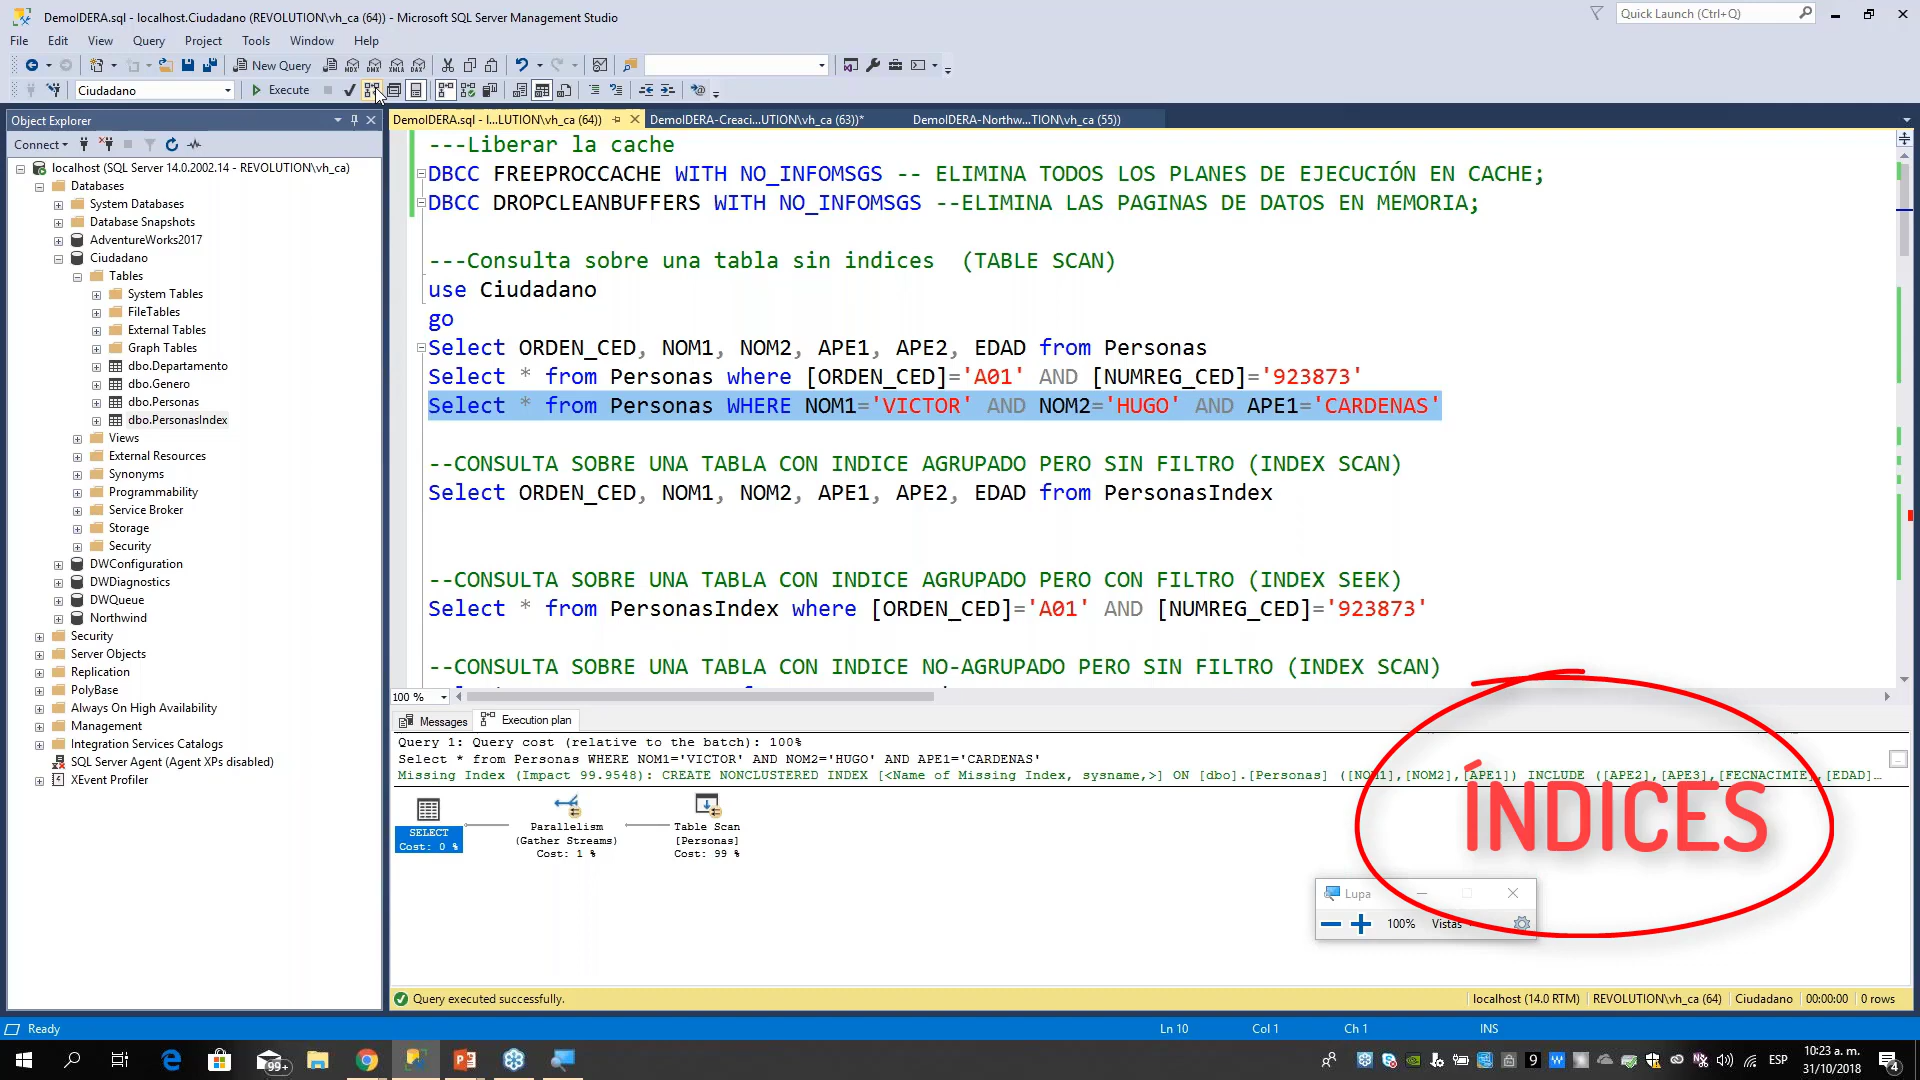 DemoIDERA.sql - localhost.Ciudadano (REVOLUTION\vh_ca (64)) - Microsoft SQL Server Management Studio
Quick Launch (Ctrl+Q)
File Edit View Query Project Tools Window Help
New Query
MDX DMX XMLA DAX
Ciudadano
Execute
Object Explorer
DemoIDERA.sql - l...LUTION\vh_ca (64))
DemoIDERA-Creaci...UTION\vh_ca (63))*
DemoIDERA-Northw...TION\vh_ca (55))
Connect
localhost (SQL Server 14.0.2002.14 - REVOLUTION\vh_ca)
Databases
System Databases
Database Snapshots
AdventureWorks2017
Ciudadano
Tables
System Tables
FileTables
External Tables
Graph Tables
dbo.Departamento
dbo.Genero
dbo.Personas
dbo.PersonasIndex
Views
External Resources
Synonyms
Programmability
Service Broker
Storage
Security
DWConfiguration
DWDiagnostics
DWQueue
Northwind
Security
Server Objects
Replication
PolyBase
Always On High Availability
Management
Integration Services Catalogs
SQL Server Agent (Agent XPs disabled)
XEvent Profiler
---Liberar la cache
DBCC FREEPROCCACHE WITH NO_INFOMSGS -- ELIMINA TODOS LOS PLANES DE EJECUCIÓN EN CACHE;
DBCC DROPCLEANBUFFERS WITH NO_INFOMSGS --ELIMINA LAS PAGINAS DE DATOS EN MEMORIA;
---Consulta sobre una tabla sin indices (TABLE SCAN)
use Ciudadano
go
Select ORDEN_CED, NOM1, NOM2, APE1, APE2, EDAD from Personas
Select * from Personas where [ORDEN_CED]='A01' AND [NUMREG_CED]='923873'
Select * from Personas WHERE NOM1='VICTOR' AND NOM2='HUGO' AND APE1='CARDENAS'
--CONSULTA SOBRE UNA TABLA CON INDICE AGRUPADO PERO SIN FILTRO (INDEX SCAN)
Select ORDEN_CED, NOM1, NOM2, APE1, APE2, EDAD from PersonasIndex
--CONSULTA SOBRE UNA TABLA CON INDICE AGRUPADO PERO CON FILTRO (INDEX SEEK)
Select * from PersonasIndex where [ORDEN_CED]='A01' AND [NUMREG_CED]='923873'
--CONSULTA SOBRE UNA TABLA CON INDICE NO-AGRUPADO PERO SIN FILTRO (INDEX SCAN)
100 %
Messages Execution plan
Query 1: Query cost (relative to the batch): 100%
Select * from Personas WHERE NOM1='VICTOR' AND NOM2='HUGO' AND APE1='CARDENAS'
Missing Index (Impact 99.9548): CREATE NONCLUSTERED INDEX [<Name of Missing Index, sysname,>] ON [dbo].[Personas] ([NOM1],[NOM2],[APE1]) INCLUDE ([APE2],[APE3],[FECNACIMIE],[EDAD]...
SELECT
Cost: 0 %
Parallelism
(Gather Streams)
Cost: 1 %
Table Scan
[Personas]
Cost: 99 %
ÍNDICES
Lupa
100% Vistas
Query executed successfully.
localhost (14.0 RTM) REVOLUTION\vh_ca (64) Ciudadano 00:00:00 0 rows
Ready
Ln 10 Col 1 Ch 1 INS
99+
9
ESP
10:23 a. m.
31/10/2018
4